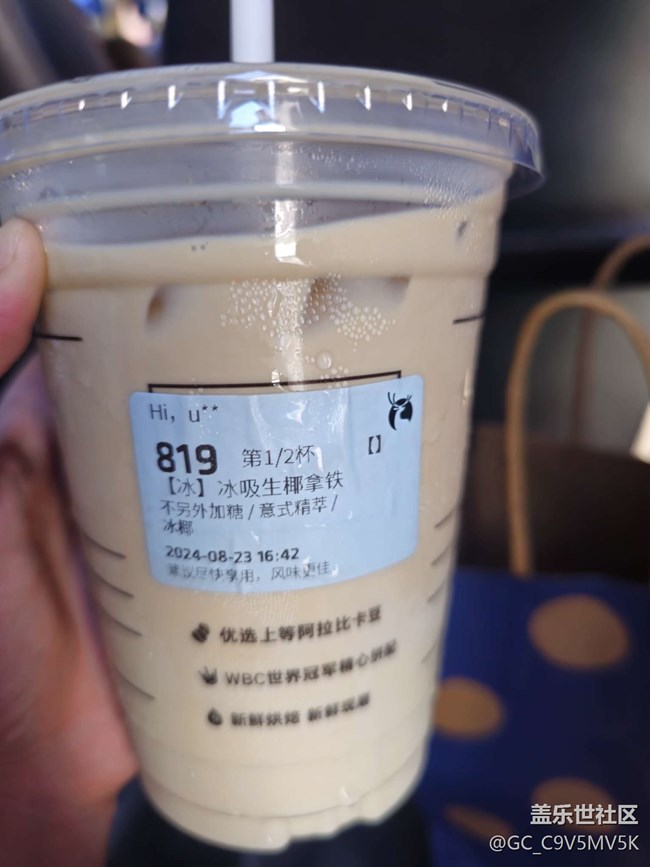 Hi, u**
819 第1/2杯 【】
【冰】冰吸生椰拿铁
不另外加糖/意式精萃/
冰椰
2024-08-23 16:42
建议尽快享用，风味更佳
优选上等阿拉比卡豆
WBC世界冠军精心拼配
新鲜烘焙 新鲜现磨
盖乐世社区
@GC_C9V5MV5K